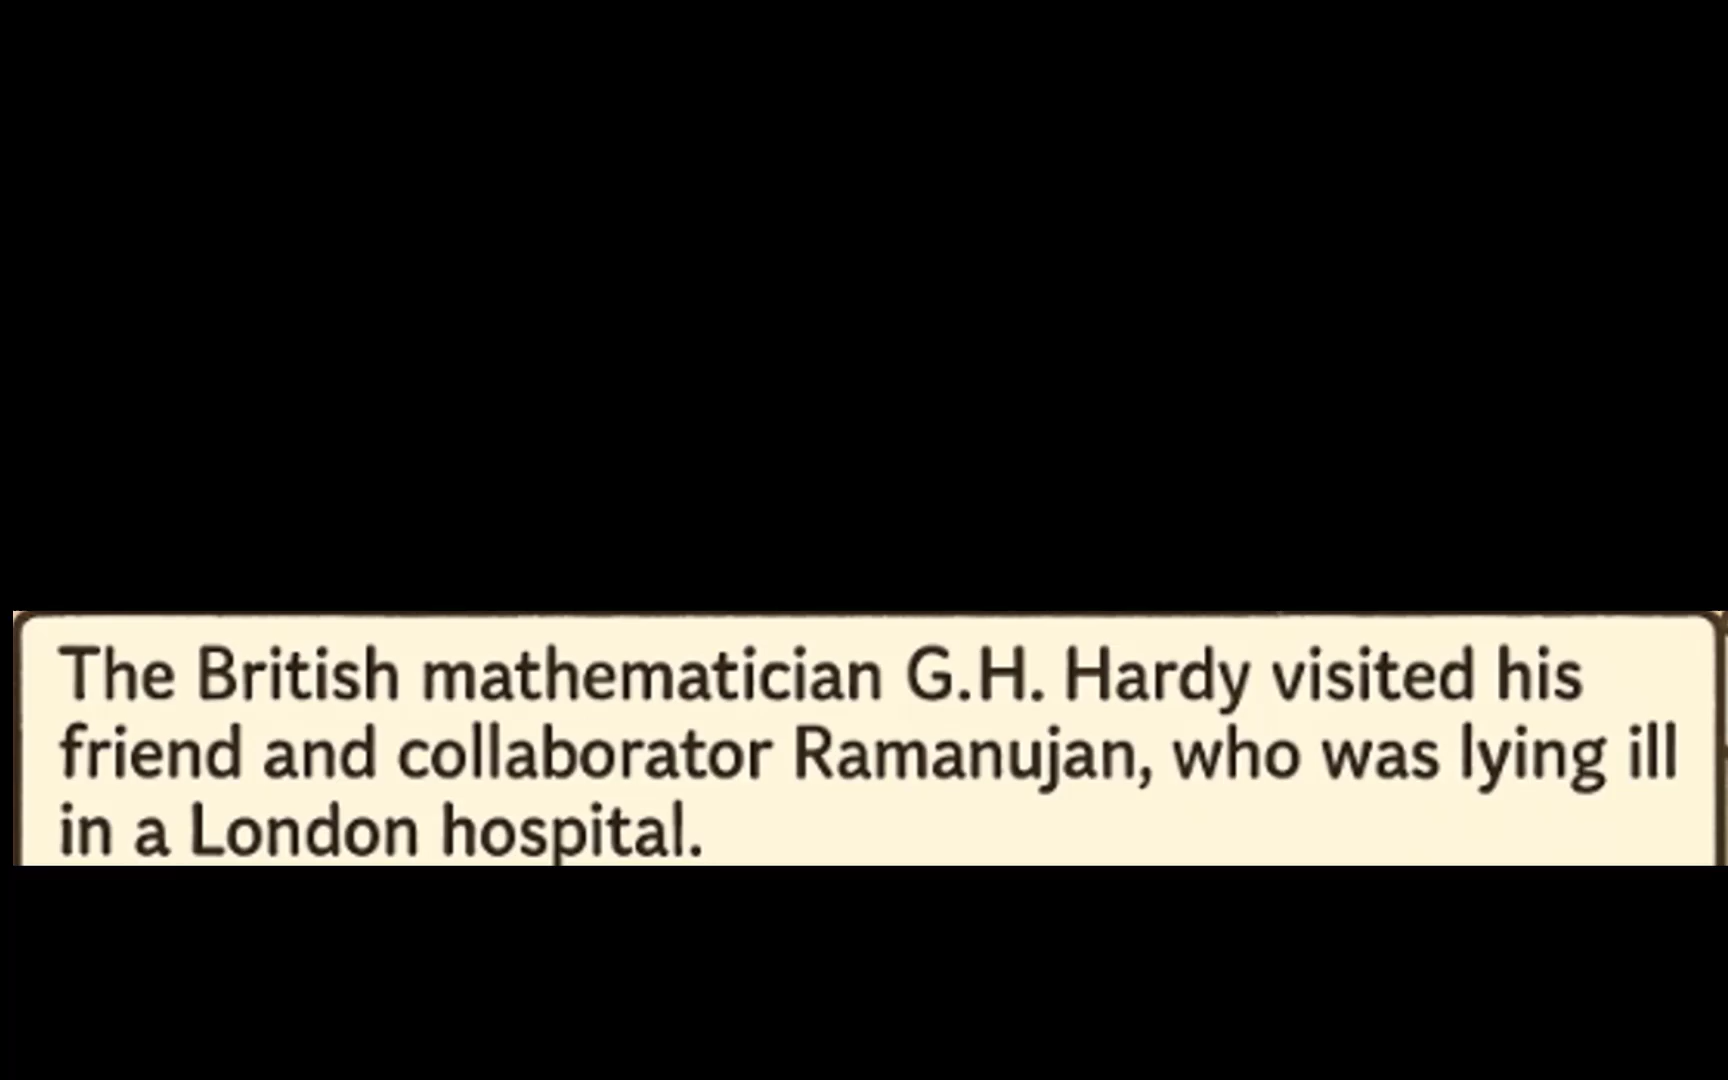 The British mathematician G.H. Hardy visited his
friend and collaborator Ramanujan, who was lying ill
in a London hospital.